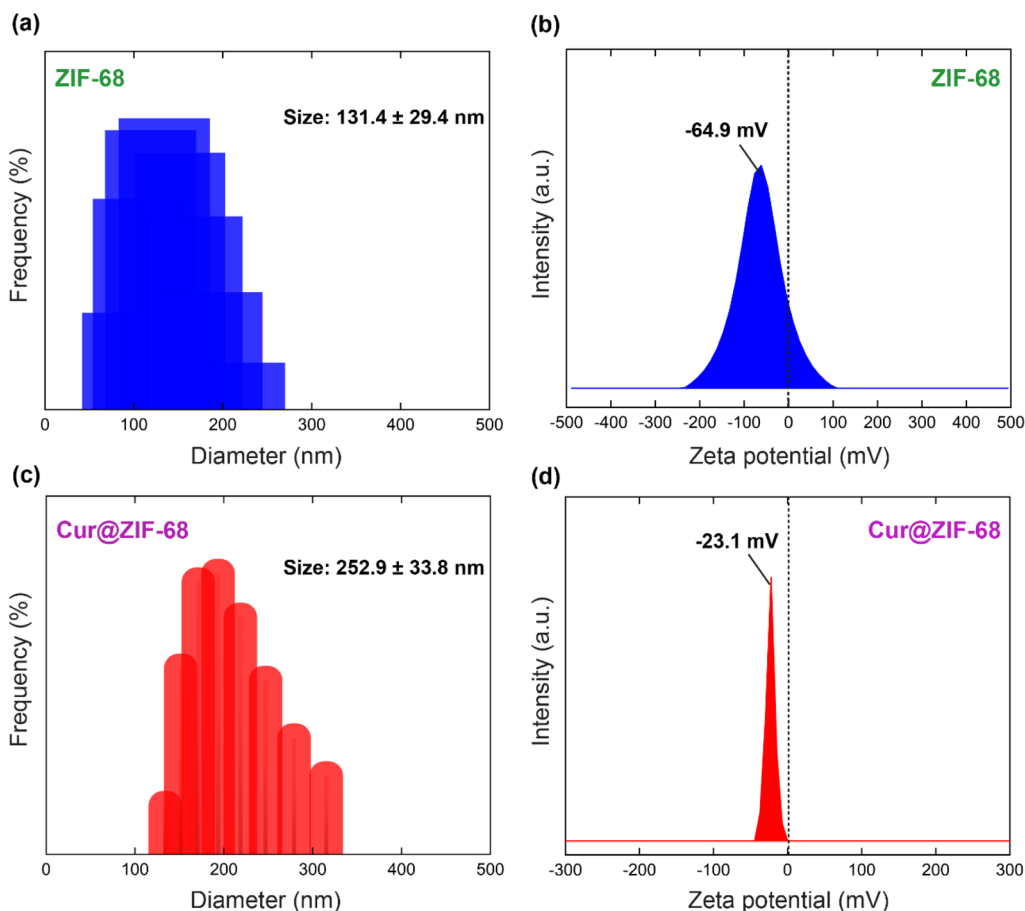 (a)
ZIF-68
Size: 131.4 ± 29.4 nm
Frequency (%)
0 100 200 300 400 500
Diameter (nm)
(b)
ZIF-68
-64.9 mV
Intensity (a.u.)
-500 -400 -300 -200 -100 0 100 200 300 400 500
Zeta potential (mV)
(c)
Cur@ZIF-68
Size: 252.9 ± 33.8 nm
Frequency (%)
0 100 200 300 400 500
Diameter (nm)
(d)
Cur@ZIF-68
-23.1 mV
Intensity (a.u.)
-300 -200 -100 0 100 200 300
Zeta potential (mV)